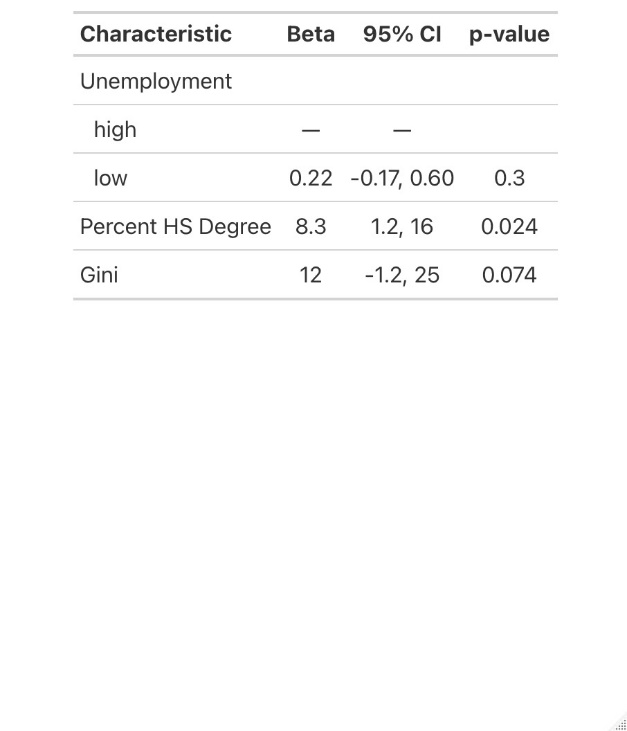 Characteristic Beta 95% CI p-value
Unemployment
high — —
low 0.22 -0.17, 0.60 0.3
Percent HS Degree 8.3 1.2, 16 0.024
Gini 12 -1.2, 25 0.074